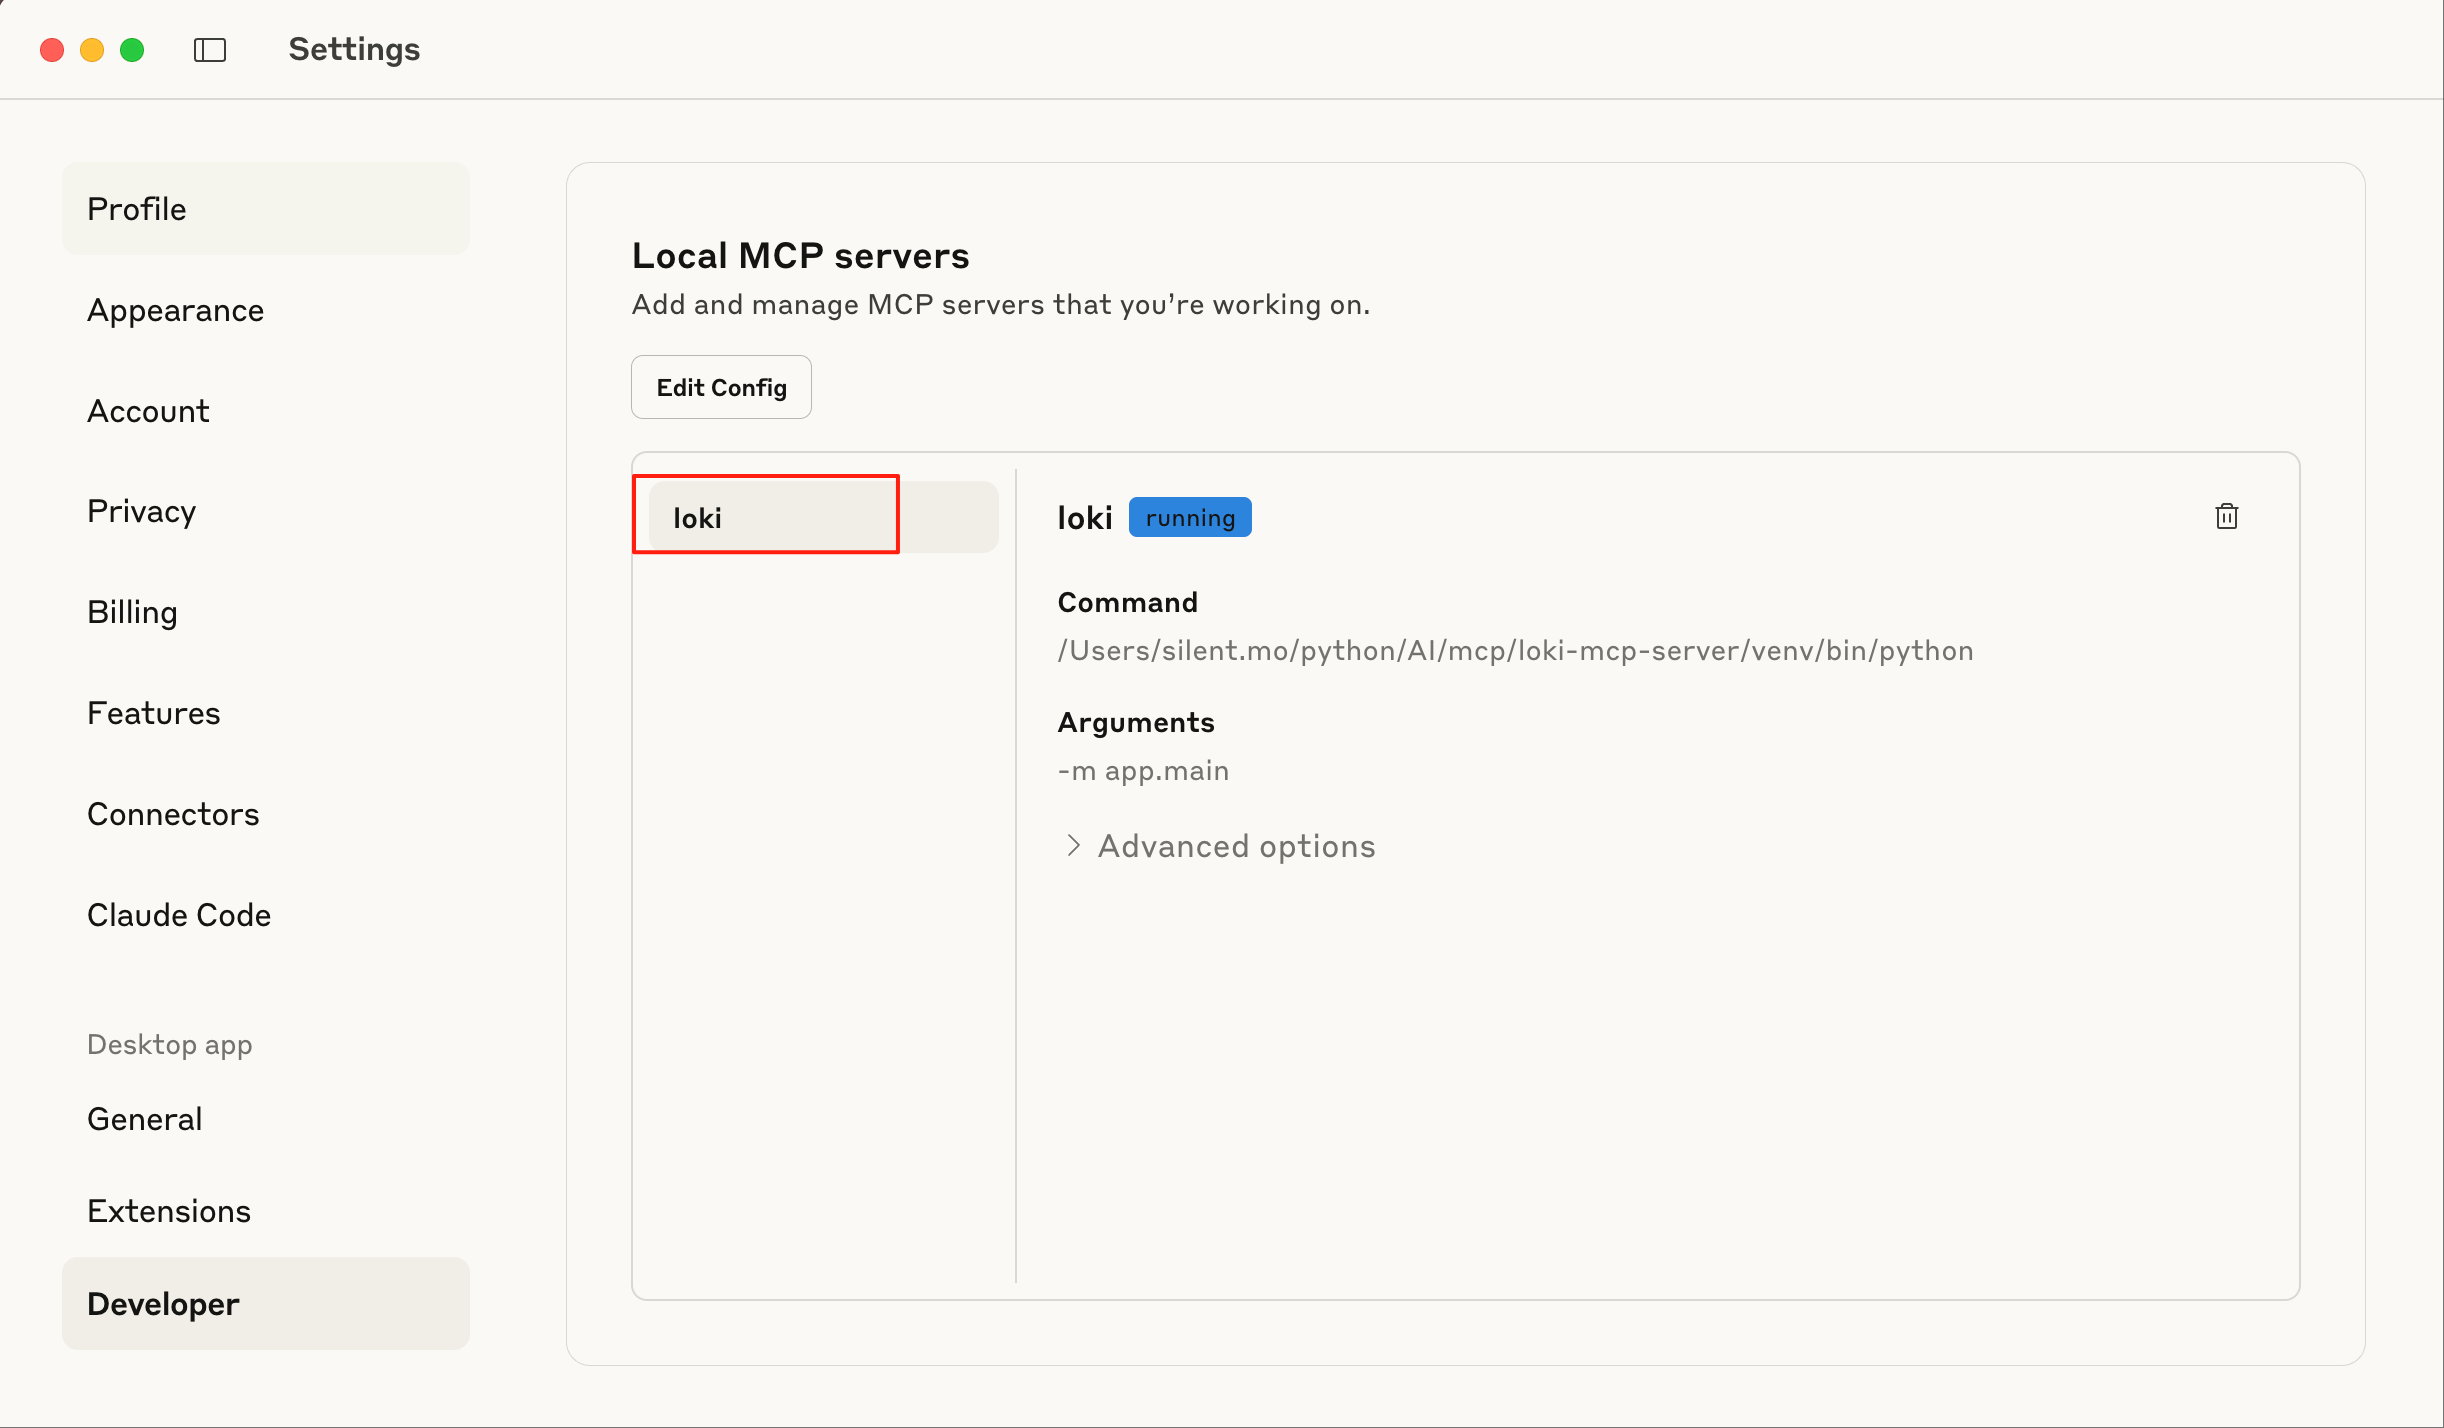 Settings
Profile
Appearance
Account
Privacy
Billing
Features
Connectors
Claude Code
Desktop app
General
Extensions
Developer
Local MCP servers
Add and manage MCP servers that you’re working on.
Edit Config
loki
loki running
Command
/Users/silent.mo/python/AI/mcp/loki-mcp-server/venv/bin/python
Arguments
-m app.main
Advanced options